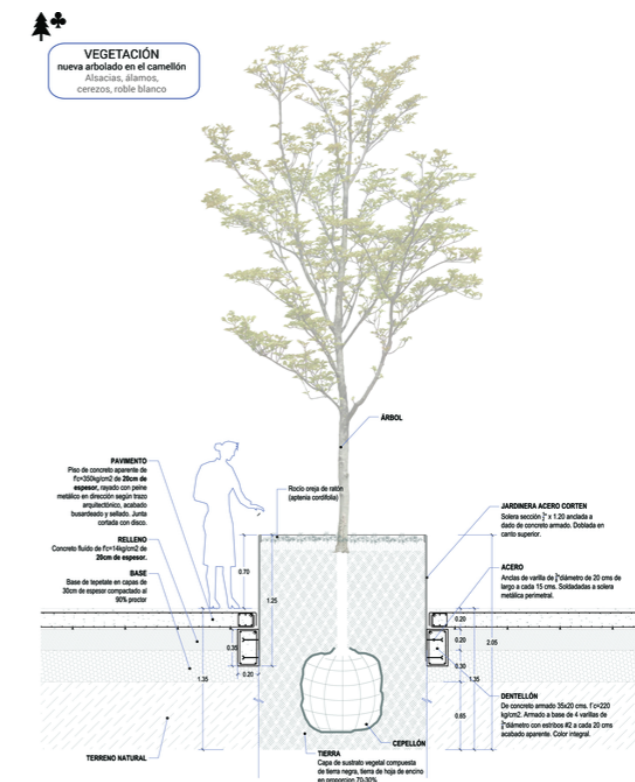 VEGETACIÓN
nueva arbolado en el camellón
Alsacias, álamos,
cerezos, roble blanco
ÁRBOL
PAVIMENTO
Piso de concreto aparente de
f'c=350kg/cm2 de 20cm de
espesor, rayado con peine
metálico en dirección según trazo
arquitectónico, acabado
busardeado y sellado. Junta
cortada con disco.
RELLENO
Concreto fluido de f'c=14kg/cm2 de
20cm de espesor.
BASE
Base de tepetate en capas de
30cm de espesor compactado al
90% proctor
TERRENO NATURAL
Rocío oreja de ratón
(aptenia cordifolia)
JARDINERA ACERO CORTEN
Solera sección x 1.20 anclada a
dado de concreto armado. Doblada en
canto superior.
ACERO
Anclas de varilla de diámetro de 20 cms de
largo a cada 15 cms. Soldadadas a solera
metálica perimetral.
DENTELLÓN
De concreto armado 35x20 cms. f'c=220
kg/cm2. Armado a base de 4 varillas de
diámetro con estribos #2 a cada 20 cms
acabado aparente. Color integral.
CEPELLÓN
TIERRA
Capa de sustrato vegetal compuesta
de tierra negra, tierra de hoja de encino
en proporcion 70-30%.
0.70
1.25
0.35
0.20
1.35
0.20
0.20
0.30
0.65
1.35
2.05